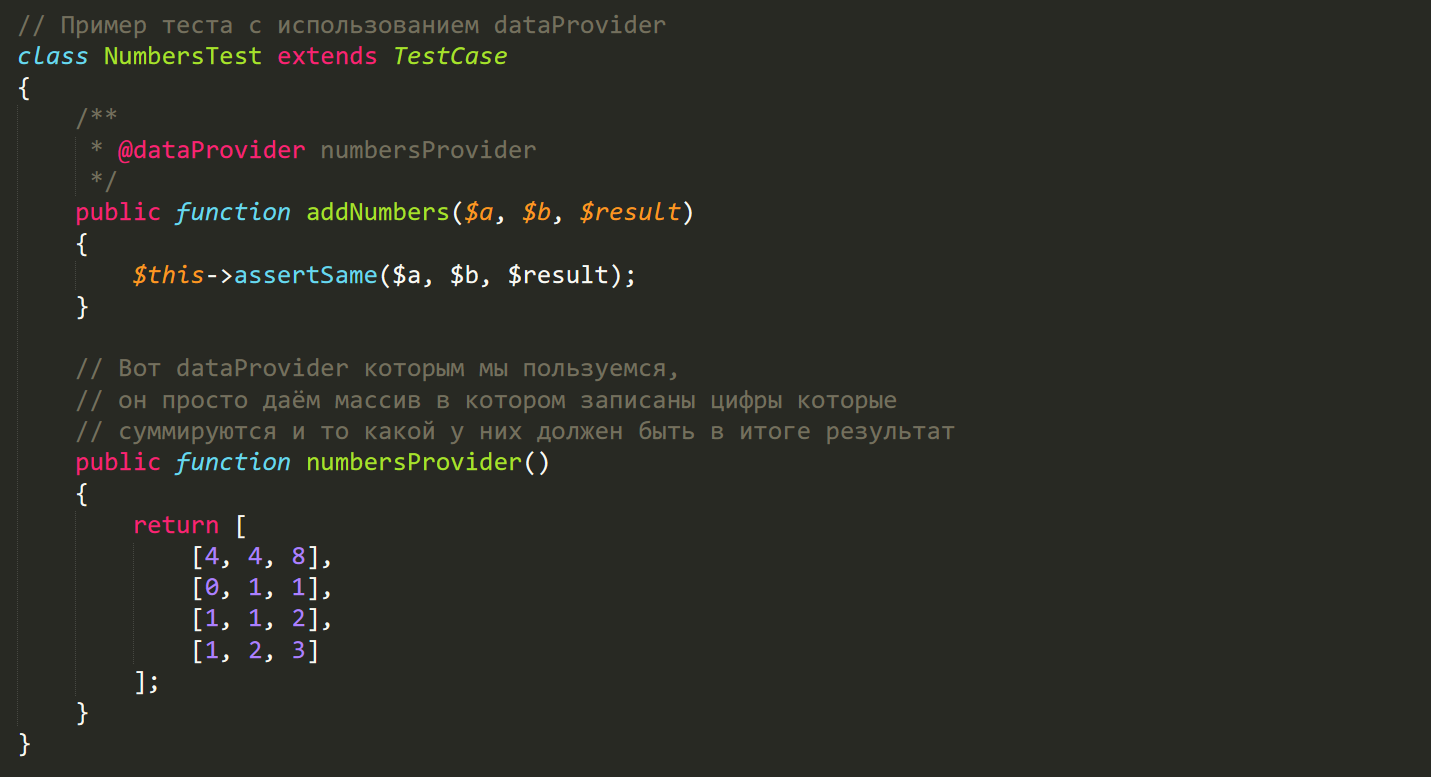 // Пример теста с использованием dataProvider
class NumbersTest extends TestCase
{
    /**
     * @dataProvider numbersProvider
     */
    public function addNumbers($a, $b, $result)
    {
        $this->assertSame($a, $b, $result);
    }

    // Вот dataProvider которым мы пользуемся,
    // он просто даём массив в котором записаны цифры которые
    // суммируются и то какой у них должен быть в итоге результат
    public function numbersProvider()
    {
        return [
            [4, 4, 8],
            [0, 1, 1],
            [1, 1, 2],
            [1, 2, 3]
        ];
    }
}